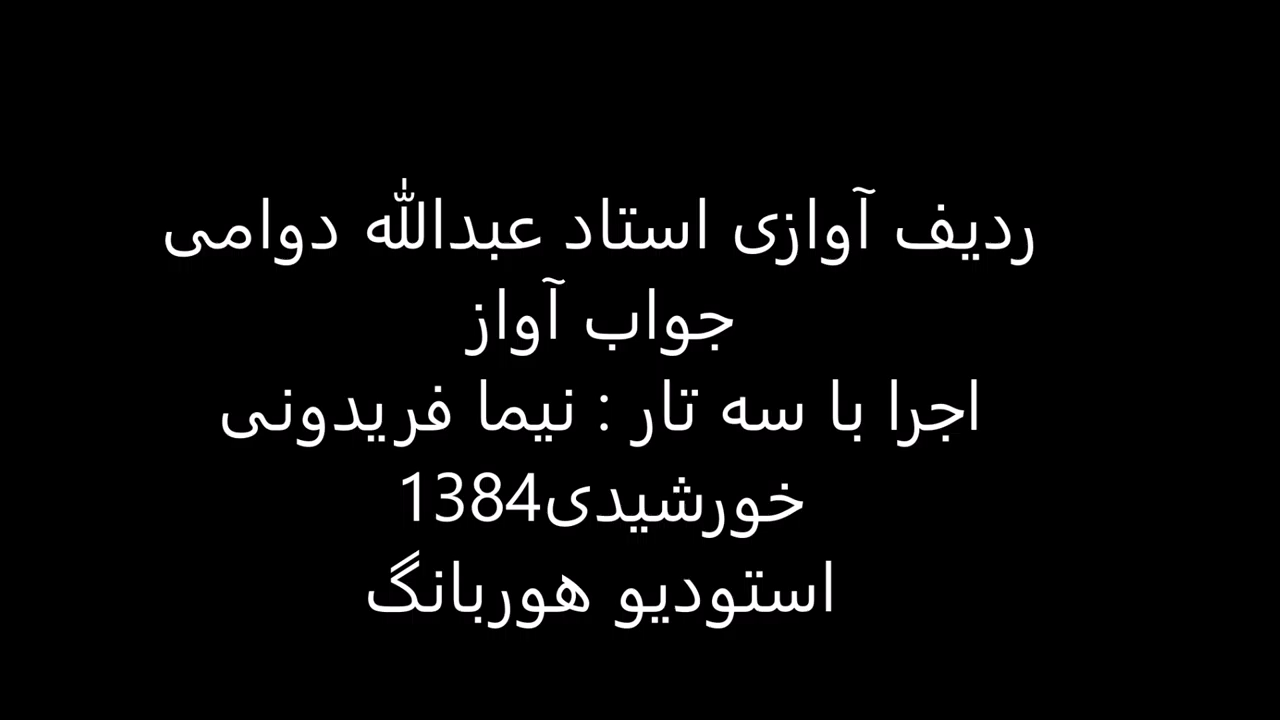 ردیف آوازی استاد عبدالله دوامی
جواب آواز
اجرا با سه تار : نیما فریدونی
خورشیدی1384
استودیو هوربانگ